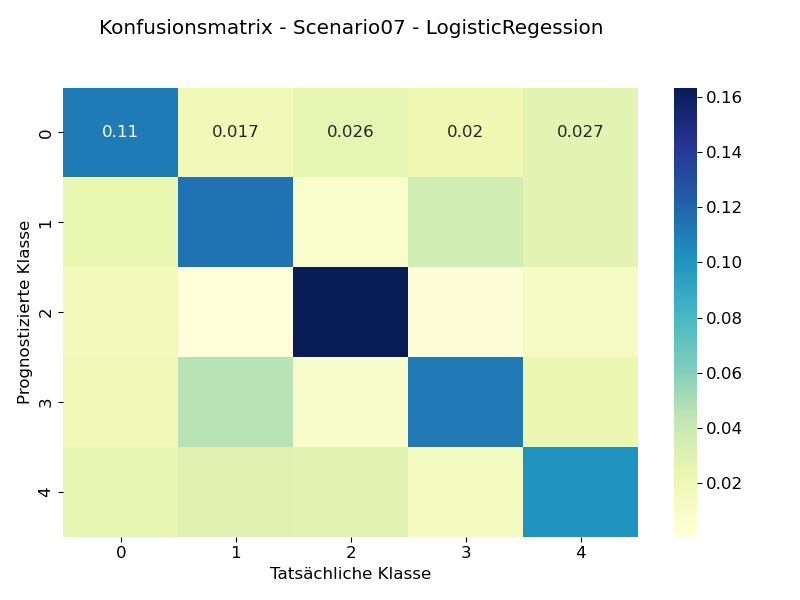 Konfusionsmatrix - Scenario07 - LogisticRegession
0.11 0.017 0.026 0.02 0.027
0
1
2
3
4
Prognostizierte Klasse
0 1 2 3 4
Tatsächliche Klasse
0.16
0.14
0.12
0.10
0.08
0.06
0.04
0.02